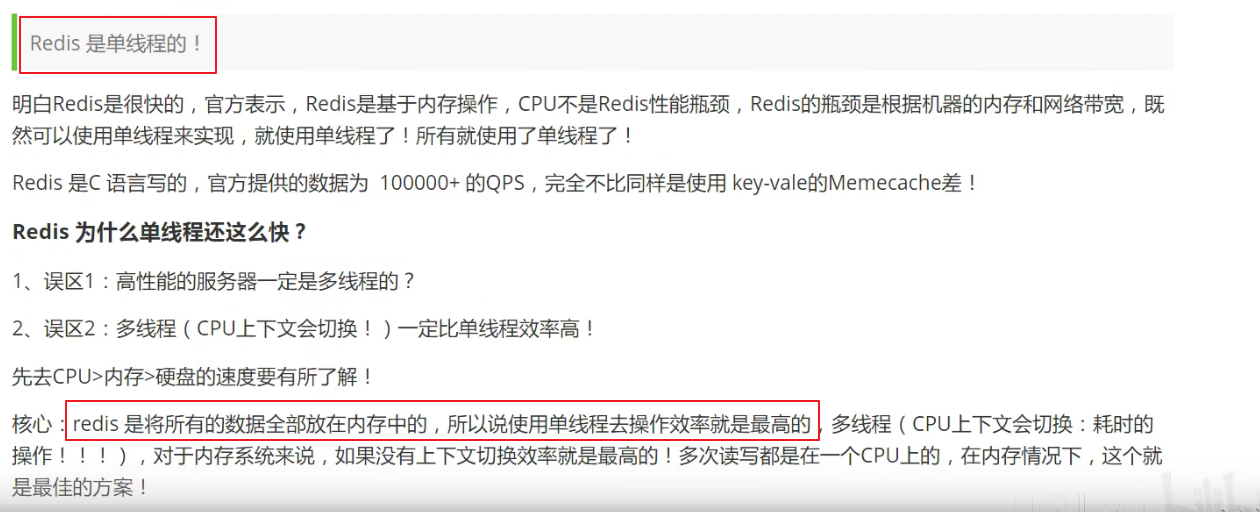 Redis 是单线程的！
明白Redis是很快的，官方表示，Redis是基于内存操作，CPU不是Redis性能瓶颈，Redis的瓶颈是根据机器的内存和网络带宽，既
然可以使用单线程来实现，就使用单线程了！所有就使用了单线程了！
Redis 是C 语言写的，官方提供的数据为 100000+ 的QPS，完全不比同样是使用 key-vale的Memecache差！
Redis 为什么单线程还这么快？
1、误区1：高性能的服务器一定是多线程的？
2、误区2：多线程（CPU上下文会切换！）一定比单线程效率高！
先去CPU>内存>硬盘的速度要有所了解！
核心：redis 是将所有的数据全部放在内存中的，所以说使用单线程去操作效率就是最高的，多线程（CPU上下文会切换：耗时的
操作！！！），对于内存系统来说，如果没有上下文切换效率就是最高的！多次读写都是在一个CPU上的，在内存情况下，这个就
是最佳的方案！